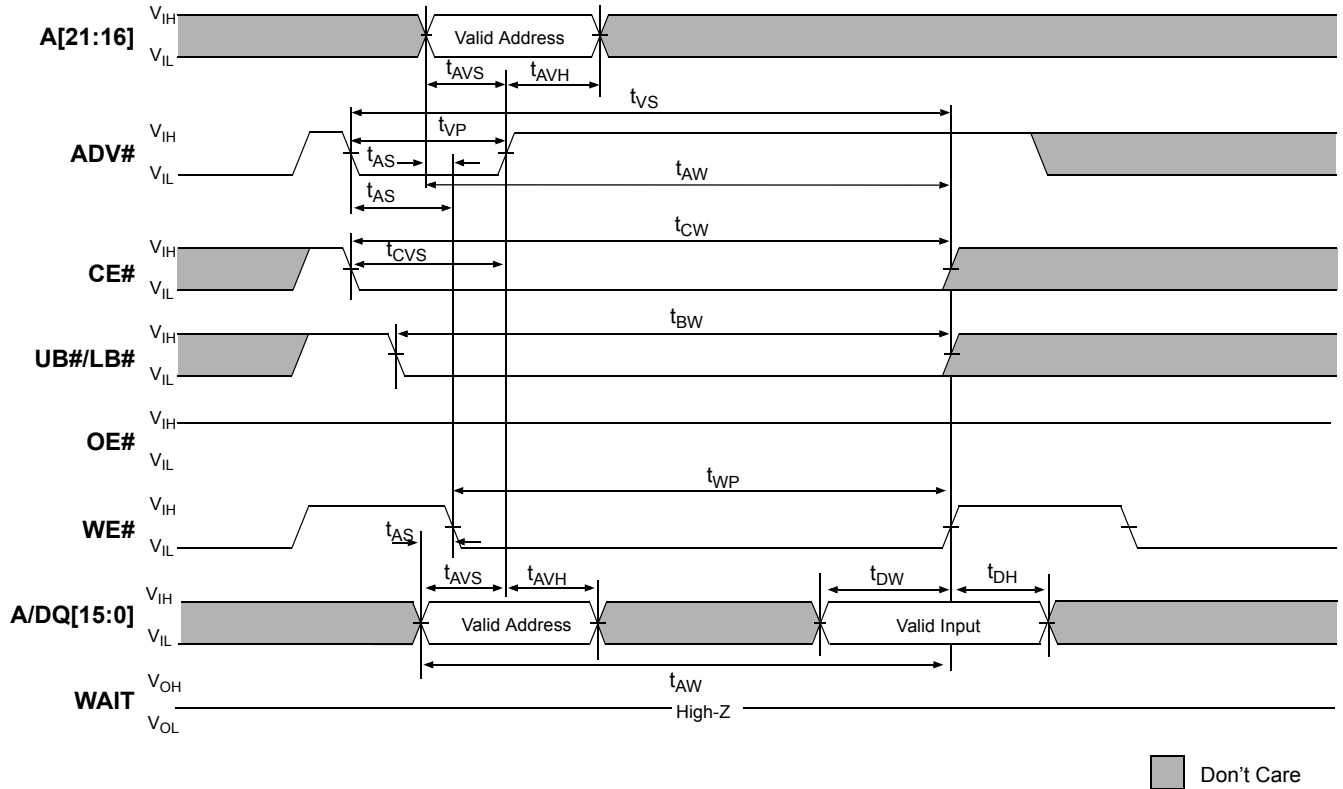 A[21:16]
VIH
VIL
Valid Address
tAVS
tAVH
tVS
ADV#
VIH
VIL
tVP
tAS
tAW
tAS
CE#
VIH
VIL
tCW
tCVS
UB#/LB#
VIH
VIL
tBW
OE#
VIH
VIL
WE#
VIH
VIL
tWP
tAS
tAVS
tAVH
tDW
tDH
A/DQ[15:0]
VIH
VIL
Valid Address
Valid Input
tAW
WAIT
VOH
VOL
High-Z
Don't Care